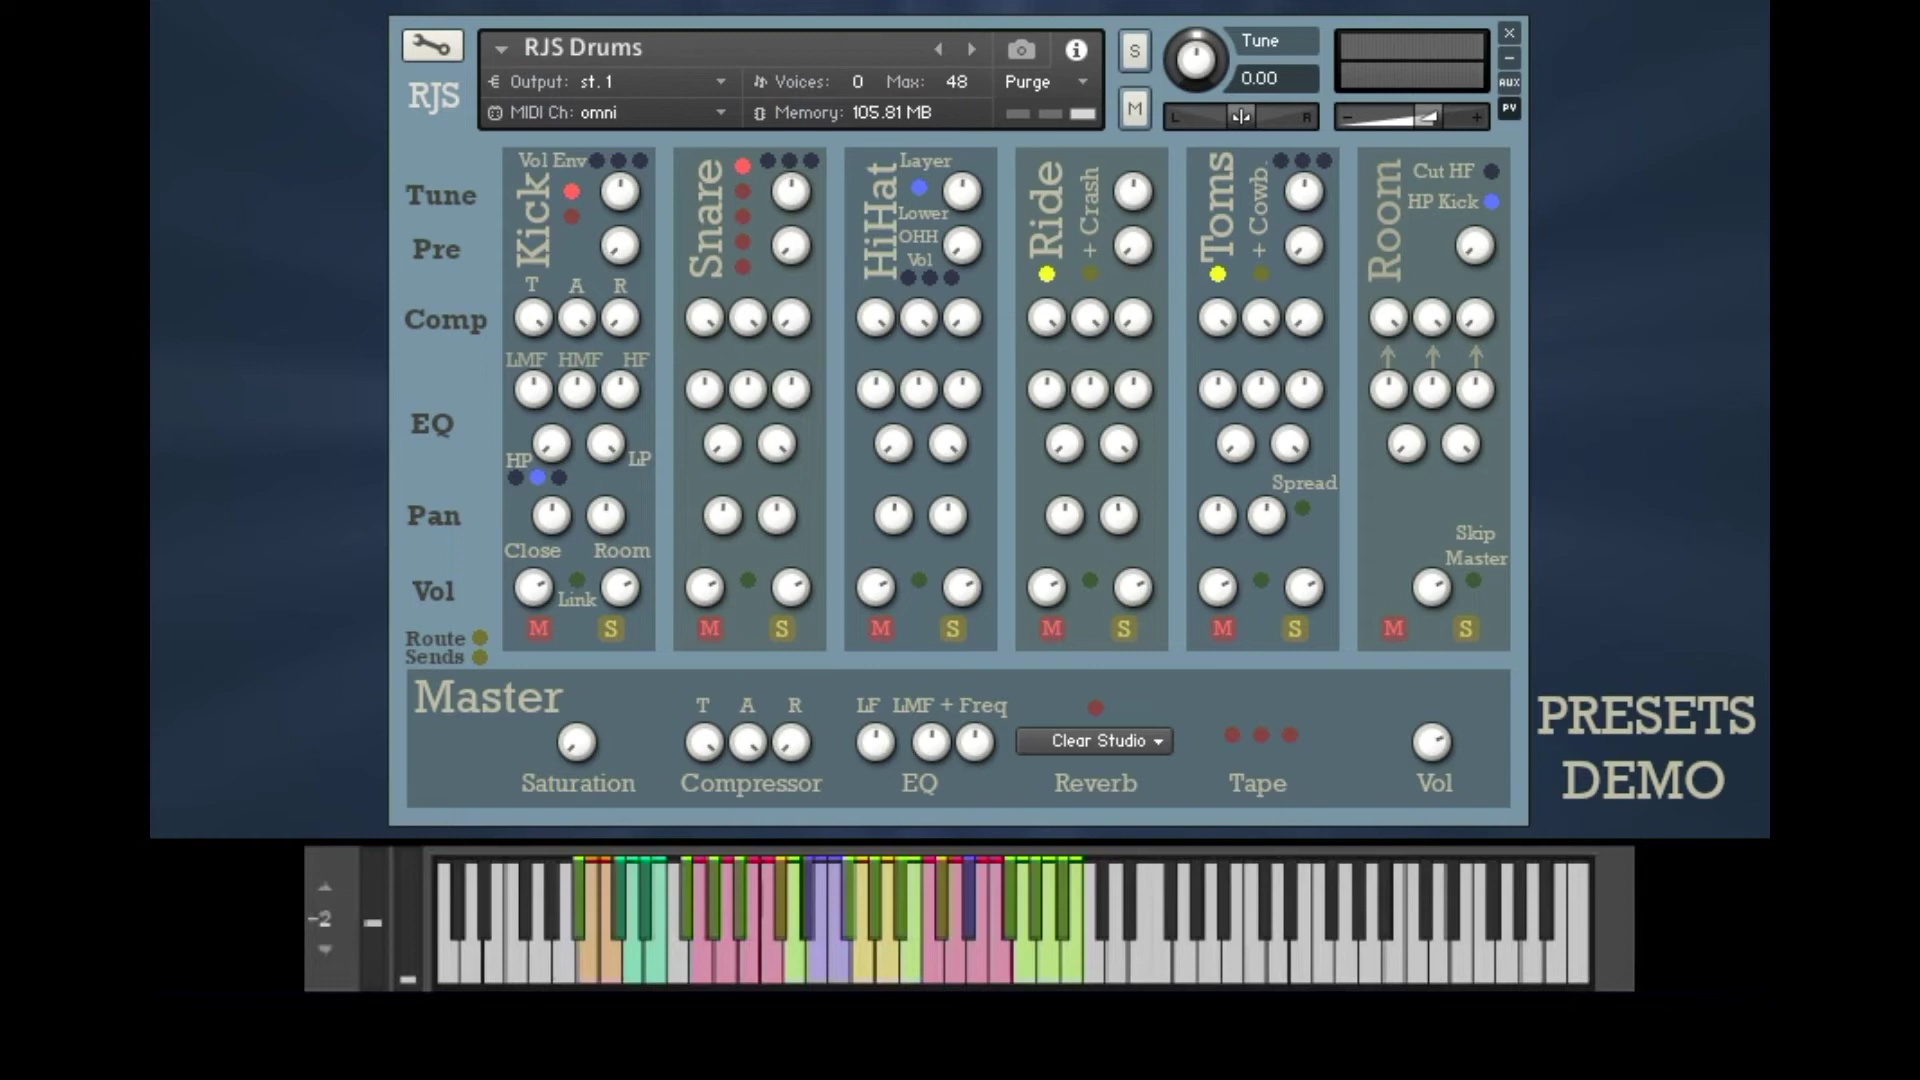 RJS Drums
Output: st. 1
Voices: 0 Max: 48
Purge
MIDI Ch: omni
Memory: 105.81 MB
S
M
Tune
0.00
L
R
-
+
X
AUX
PV
RJS
Tune
Pre
Comp
EQ
Pan
Vol
Route
Sends
Kick
Vol Env
T A R
LMF HMF HF
HP LP
Close Room
Link
M S
Snare
M S
HiHat
Layer
Lower
OHH
Vol
M S
Ride
+ Crash
M S
Toms
+ Cowb.
Spread
M S
Room
Cut HF
HP Kick
Skip
Master
M S
Master
Saturation
T A R
Compressor
LF LMF + Freq
EQ
Clear Studio
Reverb
Tape
Vol
PRESETS
DEMO
-2